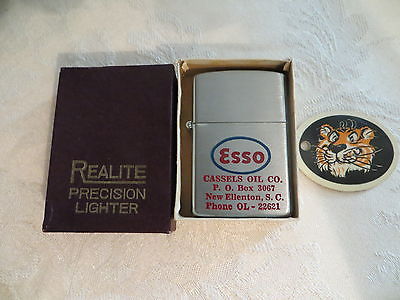 REALITE
PRECISION
LIGHTER
Esso
CASSELS OIL CO.
P. O. Box 3067
New Ellenton, S. C.
Phone OL - 22621